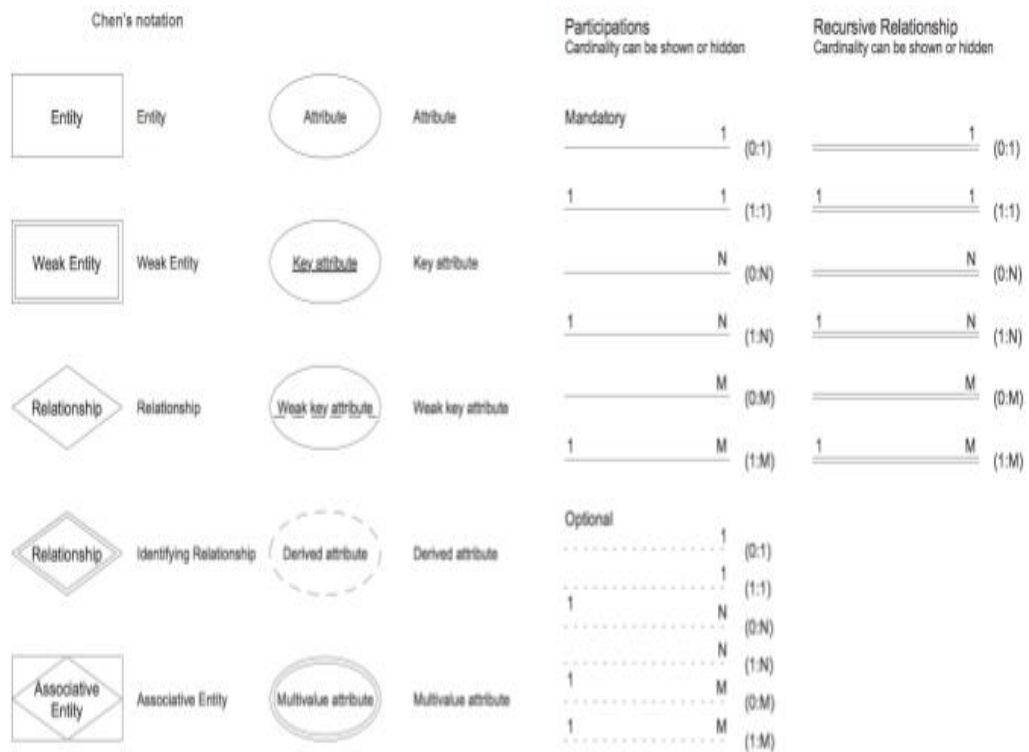 Chen's notation
Entity
Entity
Attribute
Attribute
Weak Entity
Weak Entity
Key attribute
Key attribute
Relationship
Relationship
Weak key attribute
Weak key attribute
Relationship
Identifying Relationship
Derived attribute
Derived attribute
Associative
Entity
Associative Entity
Multivalue attribute
Multivalue attribute
Participations
Cardinality can be shown or hidden
Mandatory
1
(0:1)
1 1
(1:1)
N
(0:N)
1 N
(1:N)
M
(0:M)
1 M
(1:M)
Optional
1
(0:1)
1
(1:1)
1 N
(0:N)
N
(1:N)
1 M
(0:M)
1 M
(1:M)
Recursive Relationship
Cardinality can be shown or hidden
1
(0:1)
1 1
(1:1)
N
(0:N)
1 N
(1:N)
M
(0:M)
1 M
(1:M)